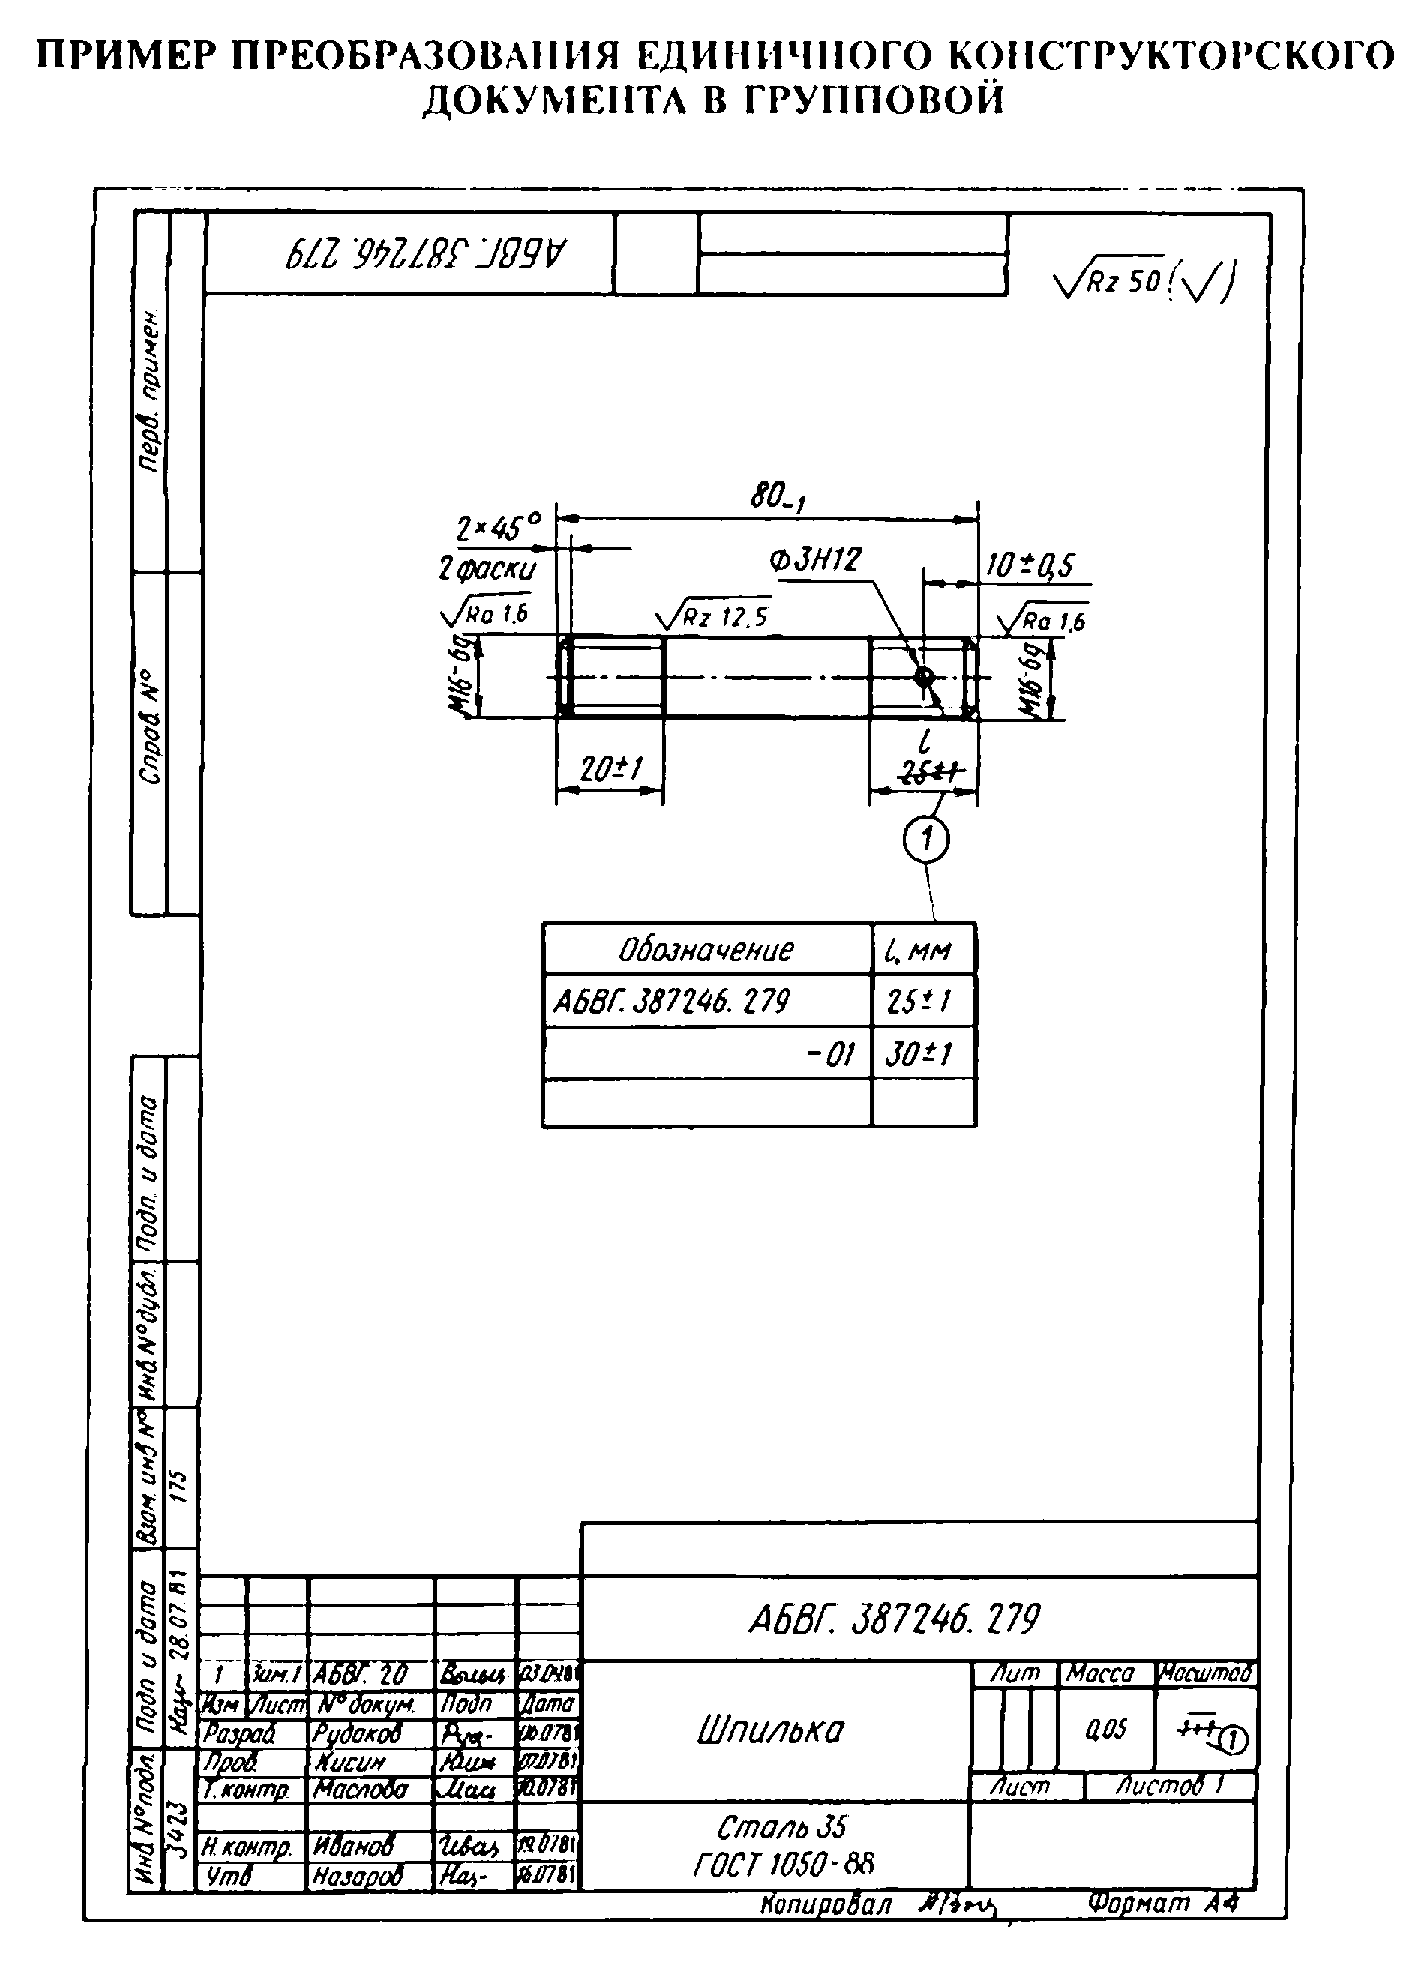 ПРИМЕР ПРЕОБРАЗОВАНИЯ ЕДИНИЧНОГО КОНСТРУКТОРСКОГО
ДОКУМЕНТА В ГРУППОВОЙ
АБВГ. 387246. 279
Rz 50 (√)
Перв. примен.
Справ. N°
80-1
2×45°
2 фаски
Ф3Н12
10±0,5
Ra 1,6
Rz 12,5
Ra 1,6
М16-6g
М16-6g
20±1
l
25±1
1
Обозначение l, мм
АБВГ. 387246. 279 25±1
-01 30±1
Подп. и дата
Инв. N° дубл.
Взам. инв N° 175
Подп и дата 28.07.81
Инв N° подл. 3423
АБВГ. 387246. 279
1 Зам.1 АБВГ. 20
Изм Лист N° докум. Подп Дата
Разраб. Рудаков
Пров. Кисин
Т. контр. Маслова
Н. контр. Иванов
Утв Назаров
Шпилька
Лит Масса Масштаб
0,05 1
Лист Листов 1
Сталь 35
ГОСТ 1050-88
Копировал Формат А4